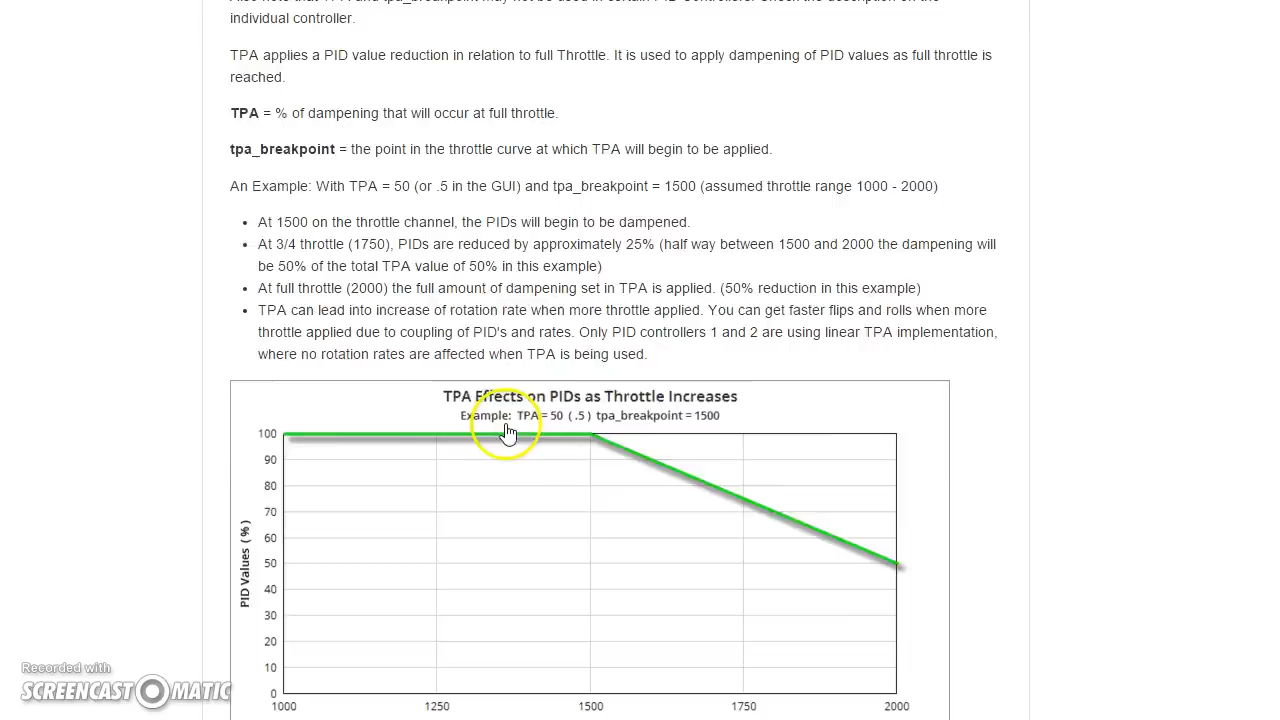 individual controller.
TPA applies a PID value reduction in relation to full Throttle. It is used to apply dampening of PID values as full throttle is
reached.
TPA = % of dampening that will occur at full throttle.
tpa_breakpoint = the point in the throttle curve at which TPA will begin to be applied.
An Example: With TPA = 50 (or .5 in the GUI) and tpa_breakpoint = 1500 (assumed throttle range 1000 - 2000)
• At 1500 on the throttle channel, the PIDs will begin to be dampened.
• At 3/4 throttle (1750), PIDs are reduced by approximately 25% (half way between 1500 and 2000 the dampening will
be 50% of the total TPA value of 50% in this example)
• At full throttle (2000) the full amount of dampening set in TPA is applied. (50% reduction in this example)
• TPA can lead into increase of rotation rate when more throttle applied. You can get faster flips and rolls when more
throttle applied due to coupling of PID's and rates. Only PID controllers 1 and 2 are using linear TPA implementation,
where no rotation rates are affected when TPA is being used.
TPA Effects on PIDs as Throttle Increases
Example: TPA = 50 ( .5 ) tpa_breakpoint = 1500
100
90
80
70
60
50
40
30
20
10
0
PID Values ( % )
1000 1250 1500 1750 2000
Recorded with
SCREENCAST MATIC